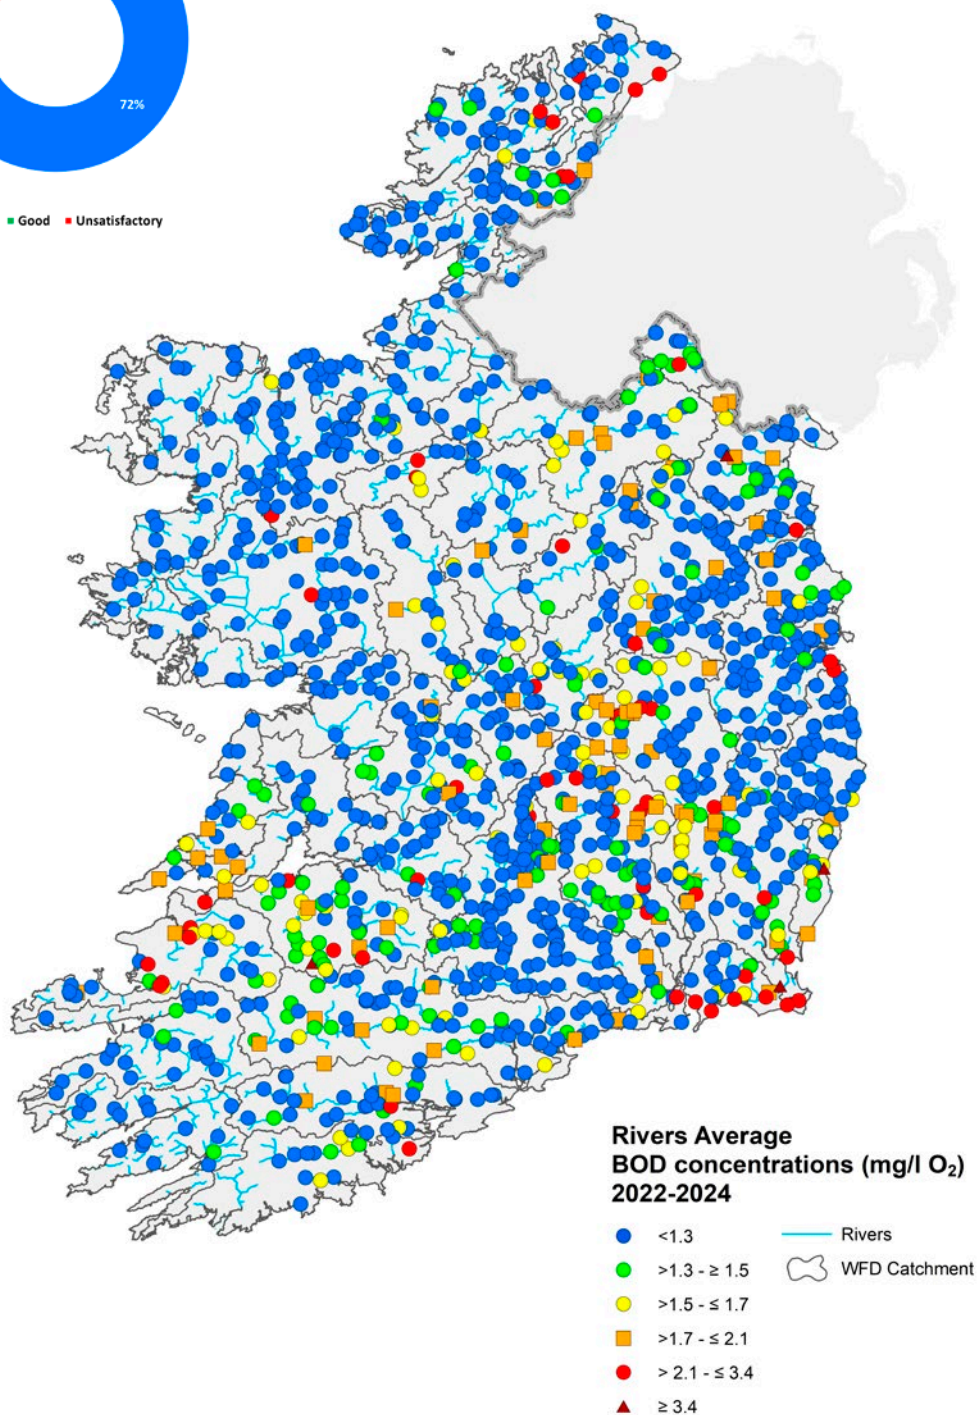 72%
Good Unsatisfactory
Rivers Average
BOD concentrations (mg/l O₂)
2022-2024
<1.3
>1.3 - ≥ 1.5
>1.5 - ≤ 1.7
>1.7 - ≤ 2.1
> 2.1 - ≤ 3.4
≥ 3.4
Rivers
WFD Catchment